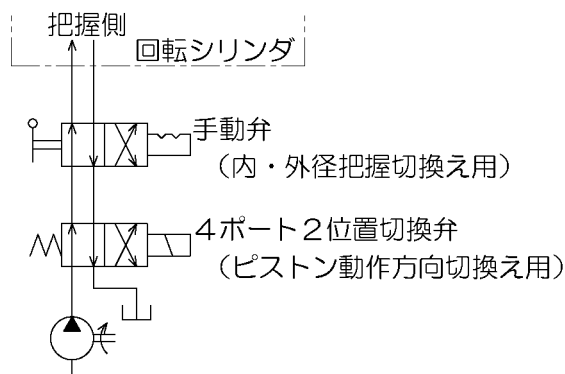 把握側
回転シリンダ
手動弁
（内・外径把握切換え用）
４ポート２位置切換弁
（ピストン動作方向切換え用）